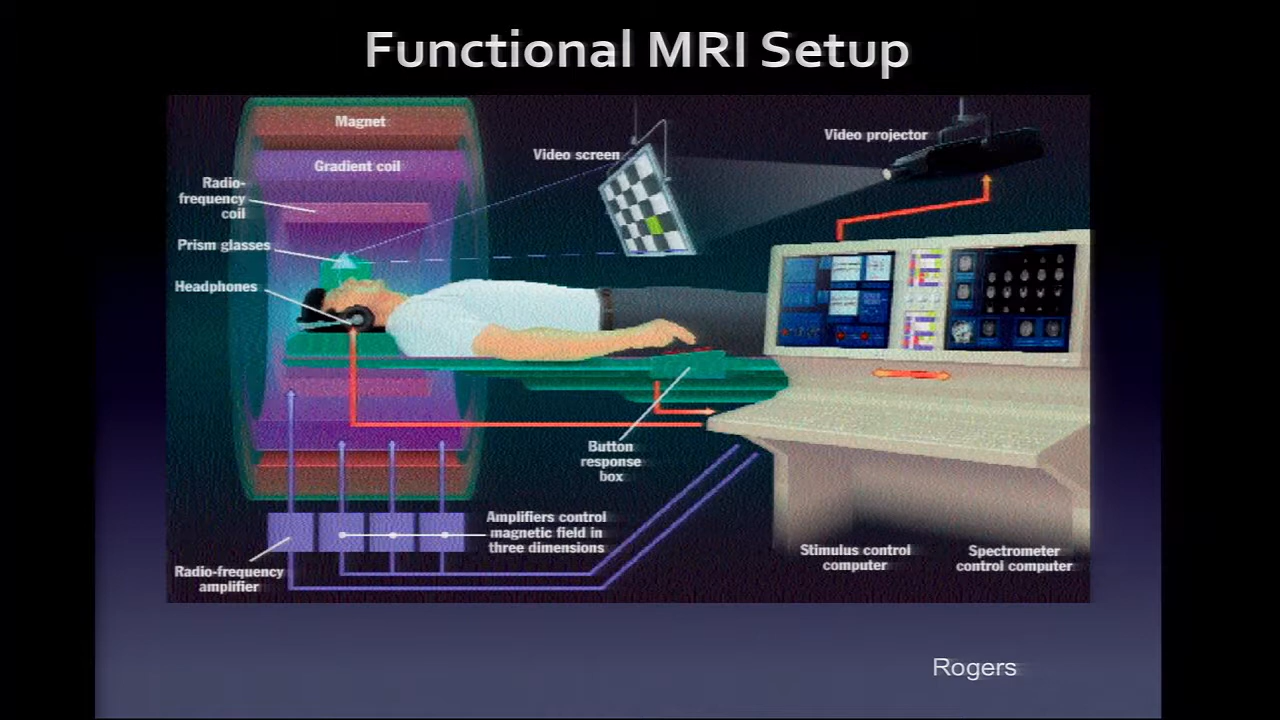 Functional MRI Setup
Magnet
Gradient coil
Radio-
frequency
coil
Prism glasses
Headphones
Video screen
Video projector
Button
response
box
Amplifiers control
magnetic field in
three dimensions
Radio-frequency
amplifier
Stimulus control
computer
Spectrometer
control computer
Rogers